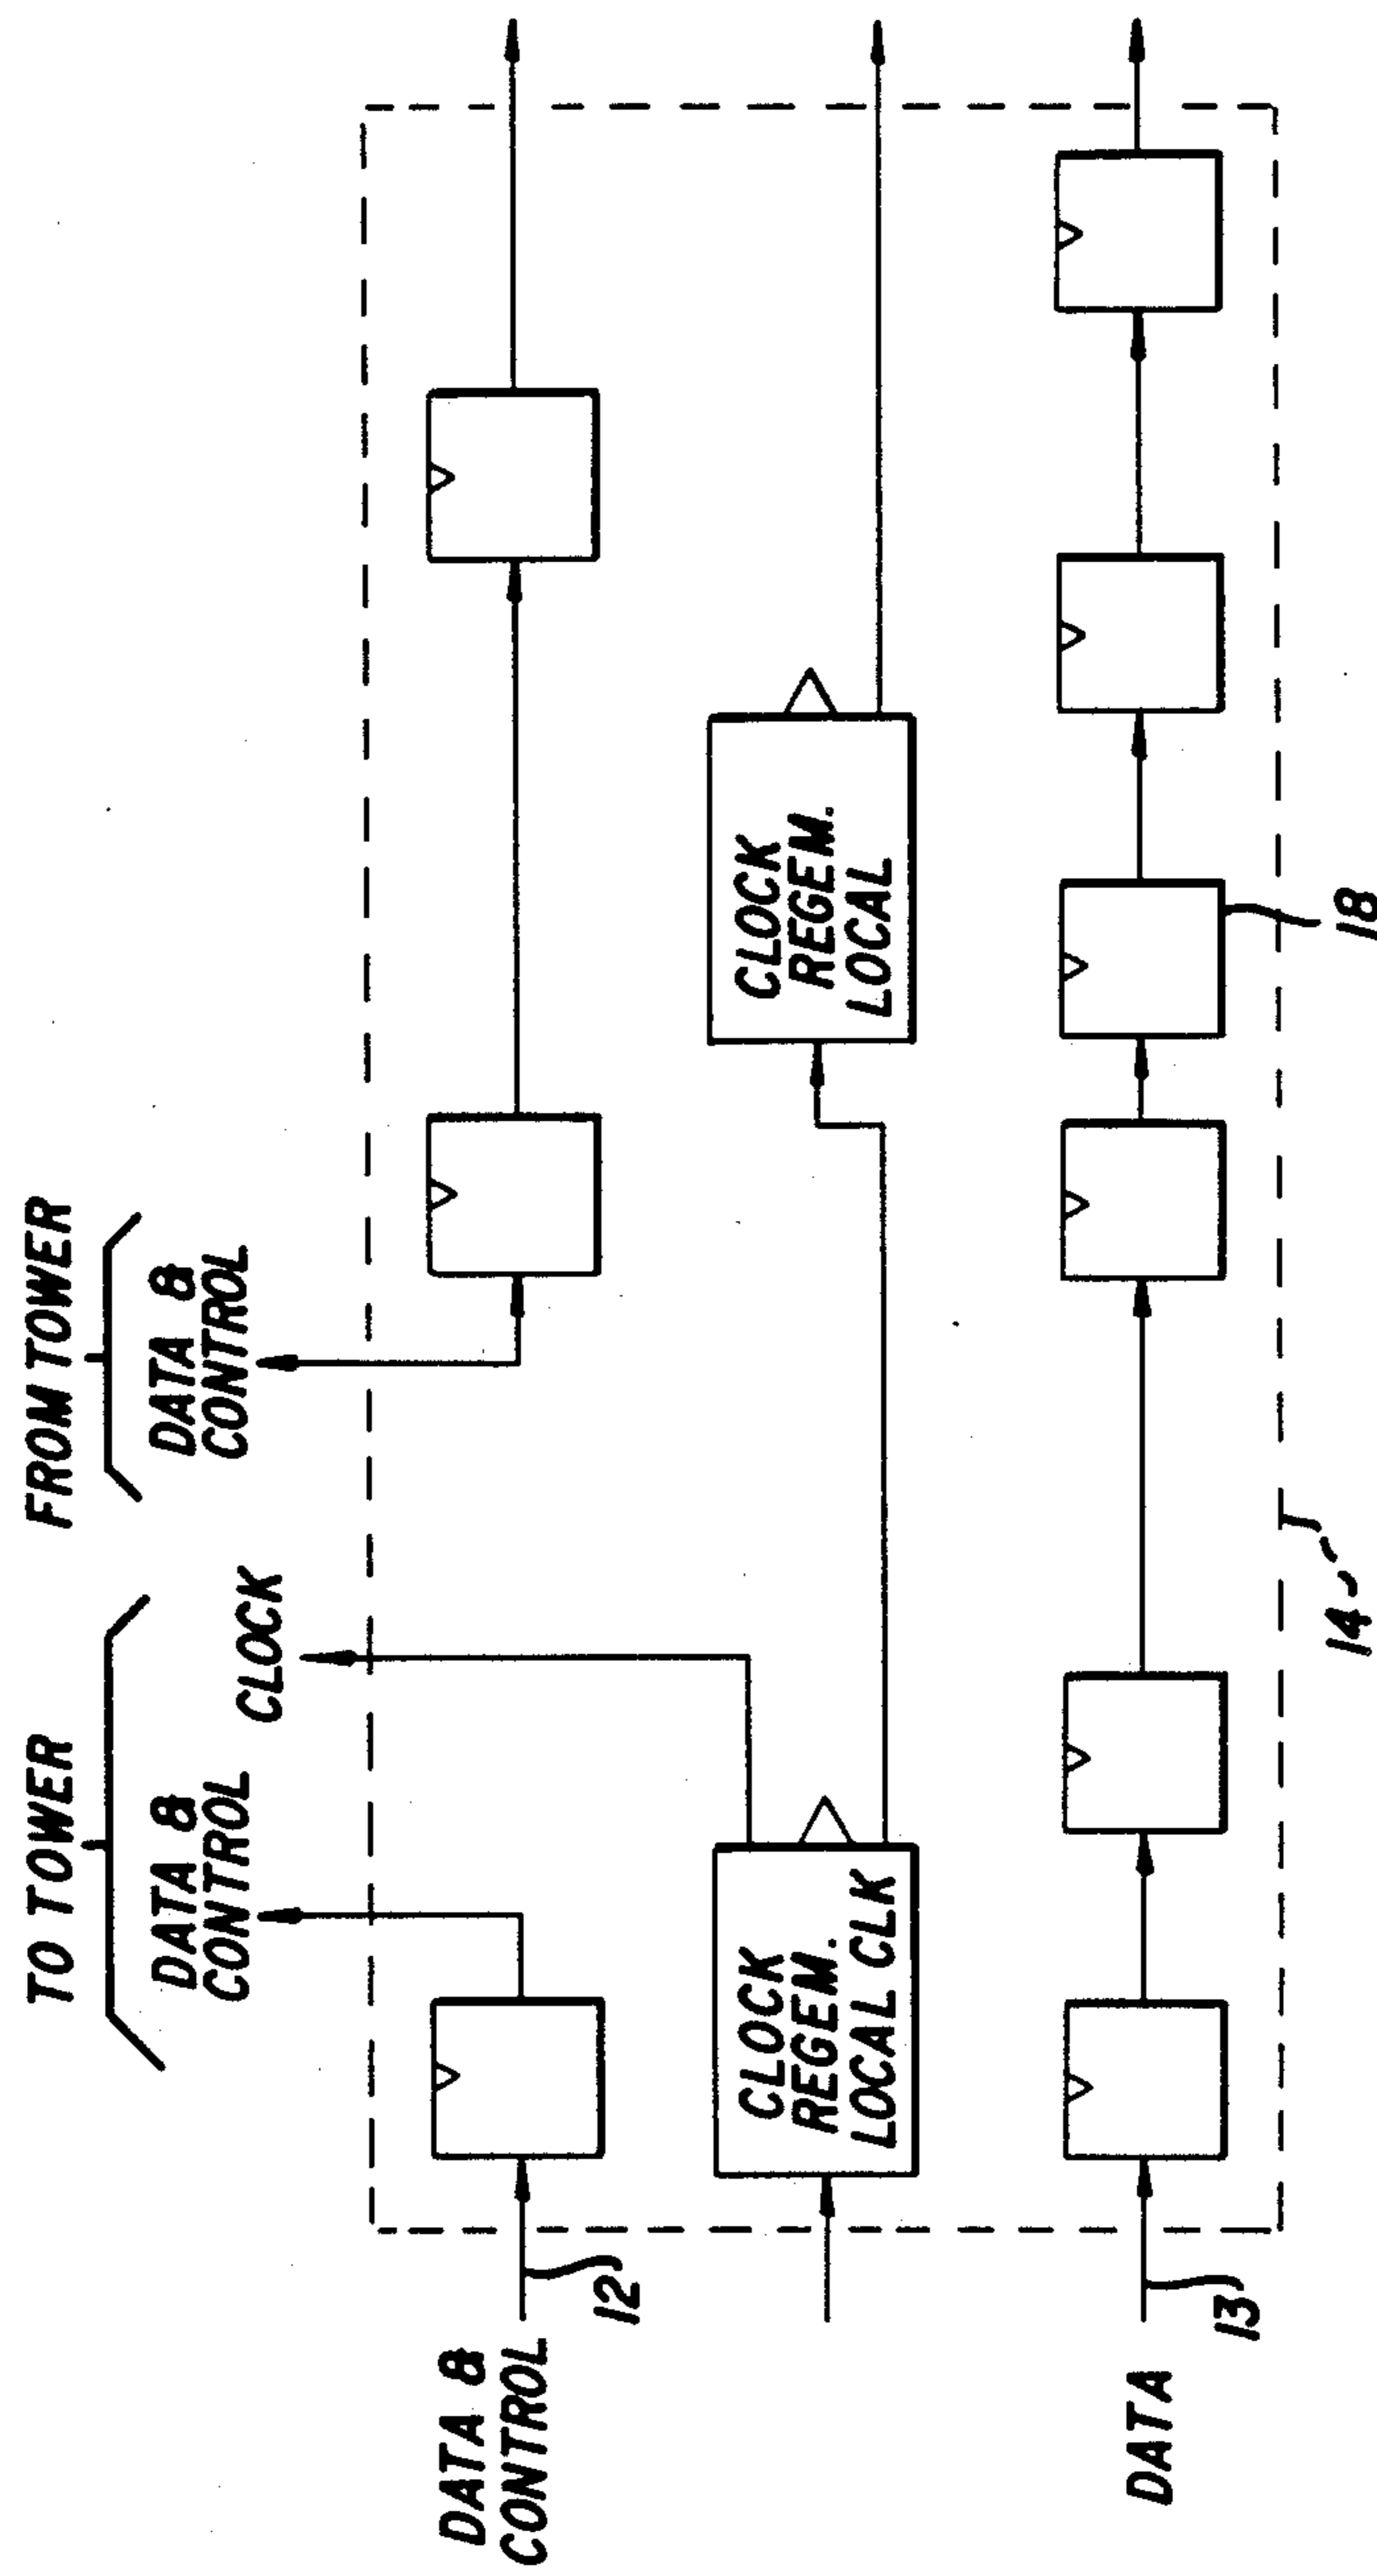 TO TOWER
FROM TOWER
DATA &
CONTROL
CLOCK
DATA &
CONTROL
DATA &
CONTROL
12
CLOCK
REGEM.
LOCAL CLK
CLOCK
REGEM.
LOCAL
DATA
13
14
18